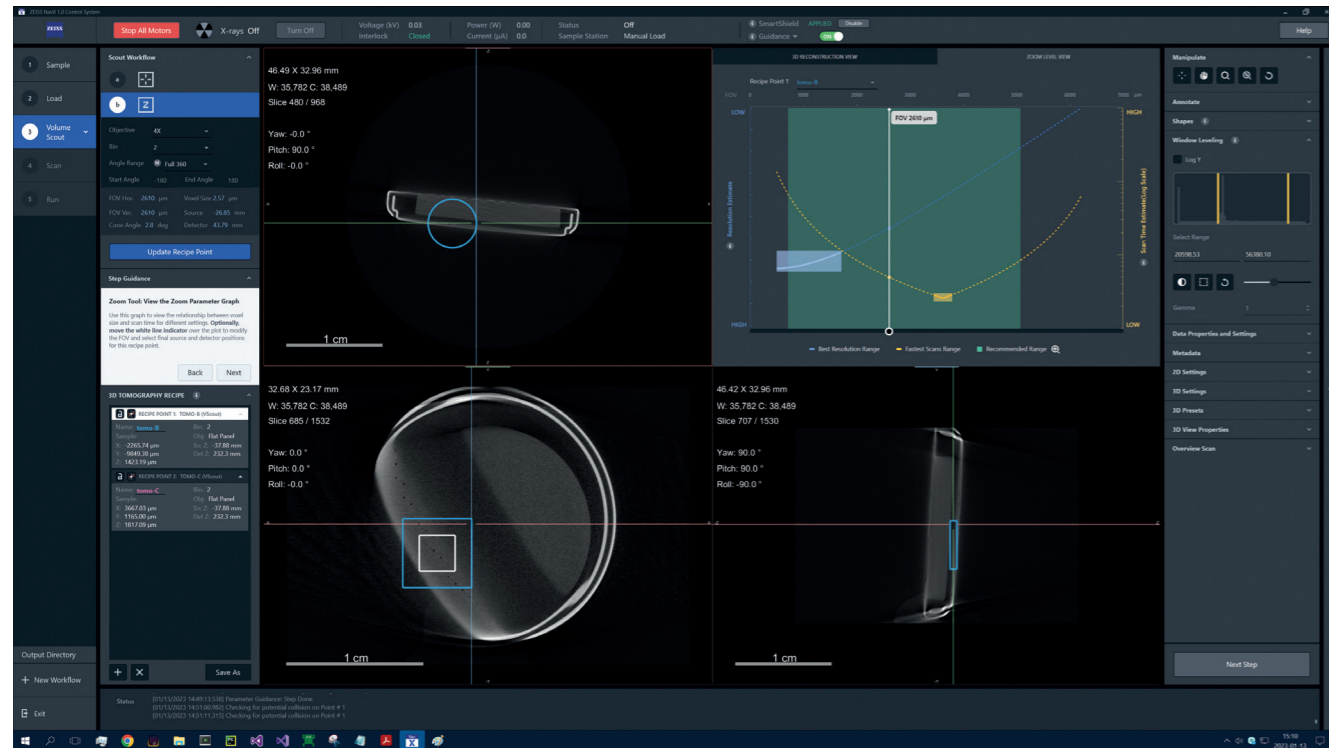 ZEISS NavX 1.0 Control System
ZEISS
Stop All Motors
X-rays Off
Turn Off
Voltage (kV) 0.03
Interlock Closed
Power (W) 0.00
Current (µA) 0.0
Status Off
Sample Station Manual Load
SmartShield APPLIED Disable
Guidance ON
Help
1 Sample
2 Load
3 Volume Scout
4 Scan
5 Run
Output Directory
+ New Workflow
Exit
Scout Workflow
a
b Z
Objective 4X
Bin 2
Angle Range Full 360
Start Angle -180 End Angle 180
FOV Hor. 2610 µm Voxel Size 2.57 µm
FOV Ver. 2610 µm Source -26.85 mm
Cone Angle 2.8 deg Detector 43.79 mm
Update Recipe Point
Step Guidance
Zoom Tool: View the Zoom Parameter Graph
Use this graph to view the relationship between voxel
size and scan time for different settings. Optionally,
move the white line indicator over the plot to modify
the FOV and select final source and detector positions
for this recipe point.
Back Next
3D TOMOGRAPHY RECIPE
RECIPE POINT 1: TOMO-B (VScout)
Name: tomo-B Bin: 2
Sample: Obj: Flat Panel
X: -2265.74 µm Src Z: -37.88 mm
Y: -9849.30 µm Det Z: 232.3 mm
Z: 1423.19 µm
RECIPE POINT 2: TOMO-C (VScout)
Name: tomo-C Bin: 2
Sample: Obj: Flat Panel
X: 3667.03 µm Src Z: -37.88 mm
Y: 1165.00 µm Det Z: 232.3 mm
Z: 1817.09 µm
+ X Save As
46.49 X 32.96 mm
W: 35,782 C: 38,489
Slice 480 / 968
Yaw: -0.0 °
Pitch: 90.0 °
Roll: -0.0 °
1 cm
3D RECONSTRUCTION VIEW
ZOOM LEVEL VIEW
Recipe Point 1 tomo-B
FOV 0 1000 2000 3000 4000 5000 6000 7000 µm
LOW
HIGH
FOV 2610 µm
Resolution Estimate
Scan Time Estimate(Log Scale)
HIGH
LOW
Best Resolution Range
Fastest Scans Range
Recommended Range
32.68 X 23.17 mm
W: 35,782 C: 38,489
Slice 685 / 1532
Yaw: 0.0 °
Pitch: 0.0 °
Roll: -0.0 °
1 cm
46.42 X 32.96 mm
W: 35,782 C: 38,489
Slice 707 / 1530
Yaw: 90.0 °
Pitch: 90.0 °
Roll: -90.0 °
1 cm
Manipulate
Annotate
Shapes
Window Leveling
Log Y
Select Range
20598.53 56380.10
Gamma
Data Properties and Settings
Metadata
2D Settings
3D Settings
3D Presets
3D View Properties
Overview Scan
Next Step
Status
[01/13/2023 14:49:13.538] Parameter Guidance: Step Done
[01/13/2023 14:51:00.982] Checking for potential collision on Point # 1
[01/13/2023 14:51:11.315] Checking for potential collision on Point # 1
15:10
2023-01-13